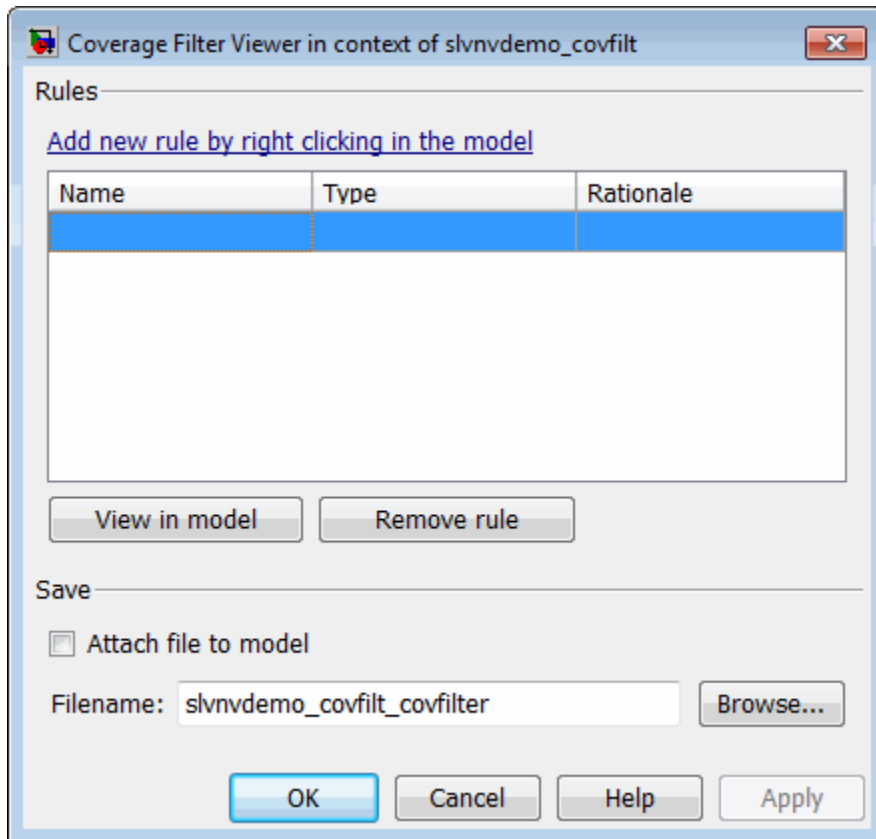 Coverage Filter Viewer in context of slvnvdemo_covfilt
Rules
Add new rule by right clicking in the model
Name Type Rationale
View in model Remove rule
Save
Attach file to model
Filename: slvnvdemo_covfilt_covfilter Browse...
OK Cancel Help Apply